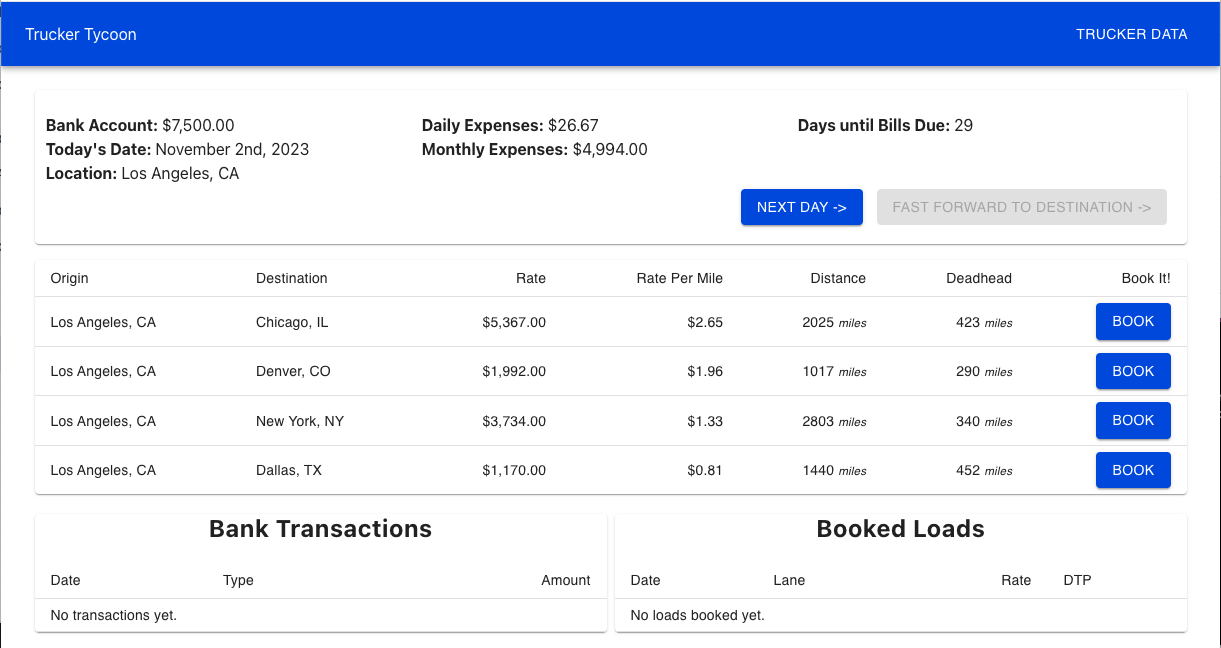 Trucker Tycoon TRUCKER DATA
Bank Account: $7,500.00 Daily Expenses: $26.67 Days until Bills Due: 29
Today's Date: November 2nd, 2023 Monthly Expenses: $4,994.00
Location: Los Angeles, CA
NEXT DAY -> FAST FORWARD TO DESTINATION ->
Origin Destination Rate Rate Per Mile Distance Deadhead Book It!
Los Angeles, CA Chicago, IL $5,367.00 $2.65 2025 miles 423 miles BOOK
Los Angeles, CA Denver, CO $1,992.00 $1.96 1017 miles 290 miles BOOK
Los Angeles, CA New York, NY $3,734.00 $1.33 2803 miles 340 miles BOOK
Los Angeles, CA Dallas, TX $1,170.00 $0.81 1440 miles 452 miles BOOK
Bank Transactions Booked Loads
Date Type Amount Date Lane Rate DTP
No transactions yet. No loads booked yet.